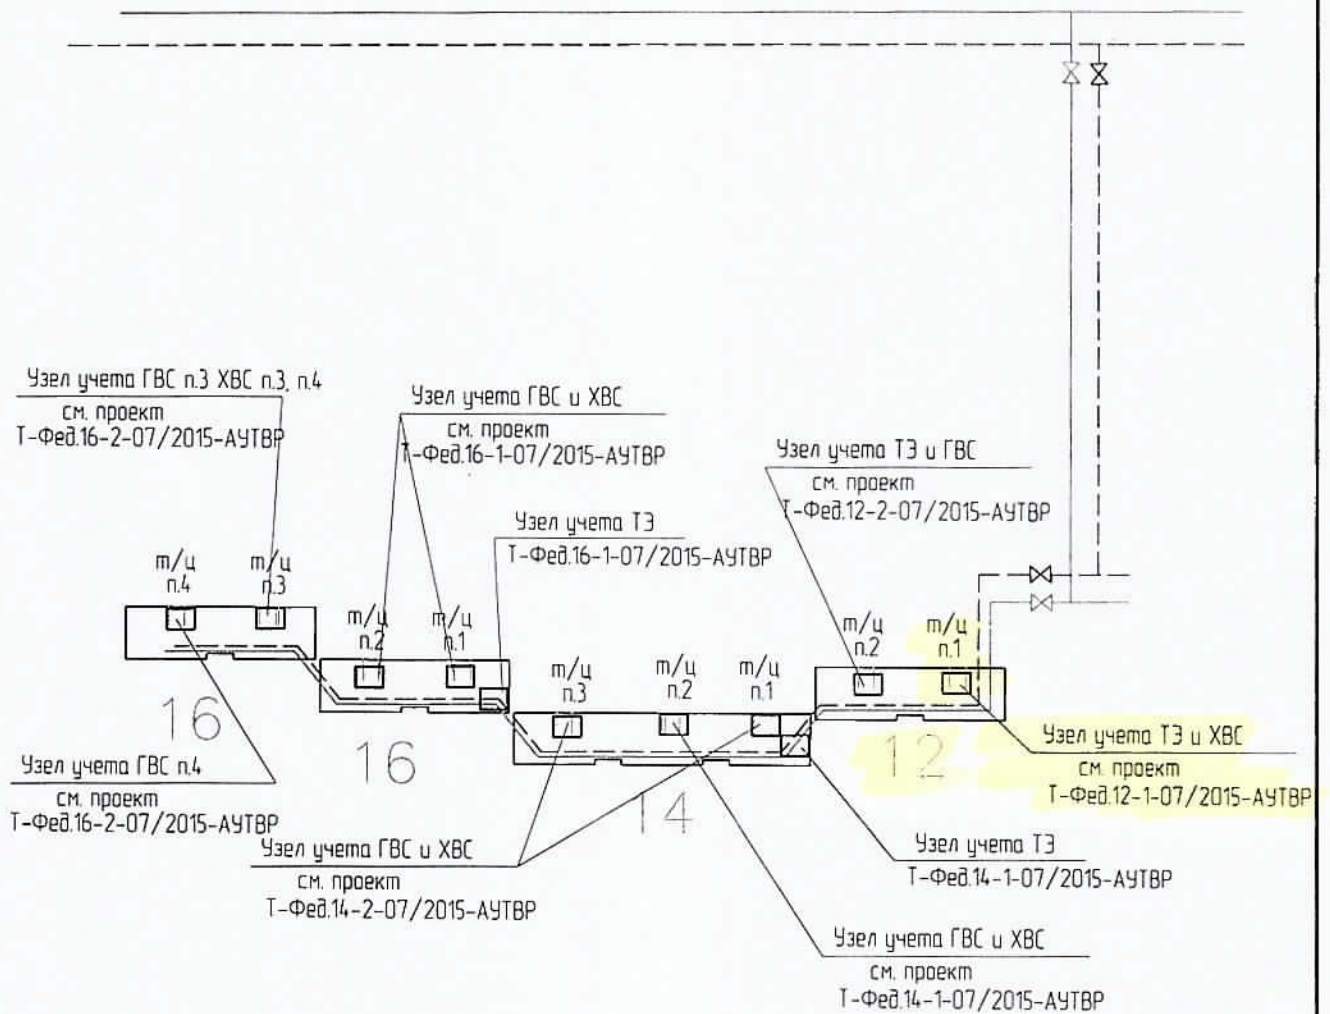 Узел учета ГВС п.3 ХВС п.3, п.4
см. проект
Т-Фед.16-2-07/2015-АУТВР
Узел учета ГВС и ХВС
см. проект
Т-Фед.16-1-07/2015-АУТВР
Узел учета ТЭ и ГВС
см. проект
Т-Фед.12-2-07/2015-АУТВР
Узел учета ТЭ
Т-Фед.16-1-07/2015-АУТВР
т/ц
п.4
т/ц
п.3
т/ц
п.2
т/ц
п.1
т/ц
п.3
т/ц
п.2
т/ц
п.1
т/ц
п.2
т/ц
п.1
16
16
14
12
Узел учета ГВС п.4
см. проект
Т-Фед.16-2-07/2015-АУТВР
Узел учета ТЭ и ХВС
см. проект
Т-Фед.12-1-07/2015-АУТВР
Узел учета ГВС и ХВС
см. проект
Т-Фед.14-2-07/2015-АУТВР
Узел учета ТЭ
Т-Фед.14-1-07/2015-АУТВР
Узел учета ГВС и ХВС
см. проект
Т-Фед.14-1-07/2015-АУТВР